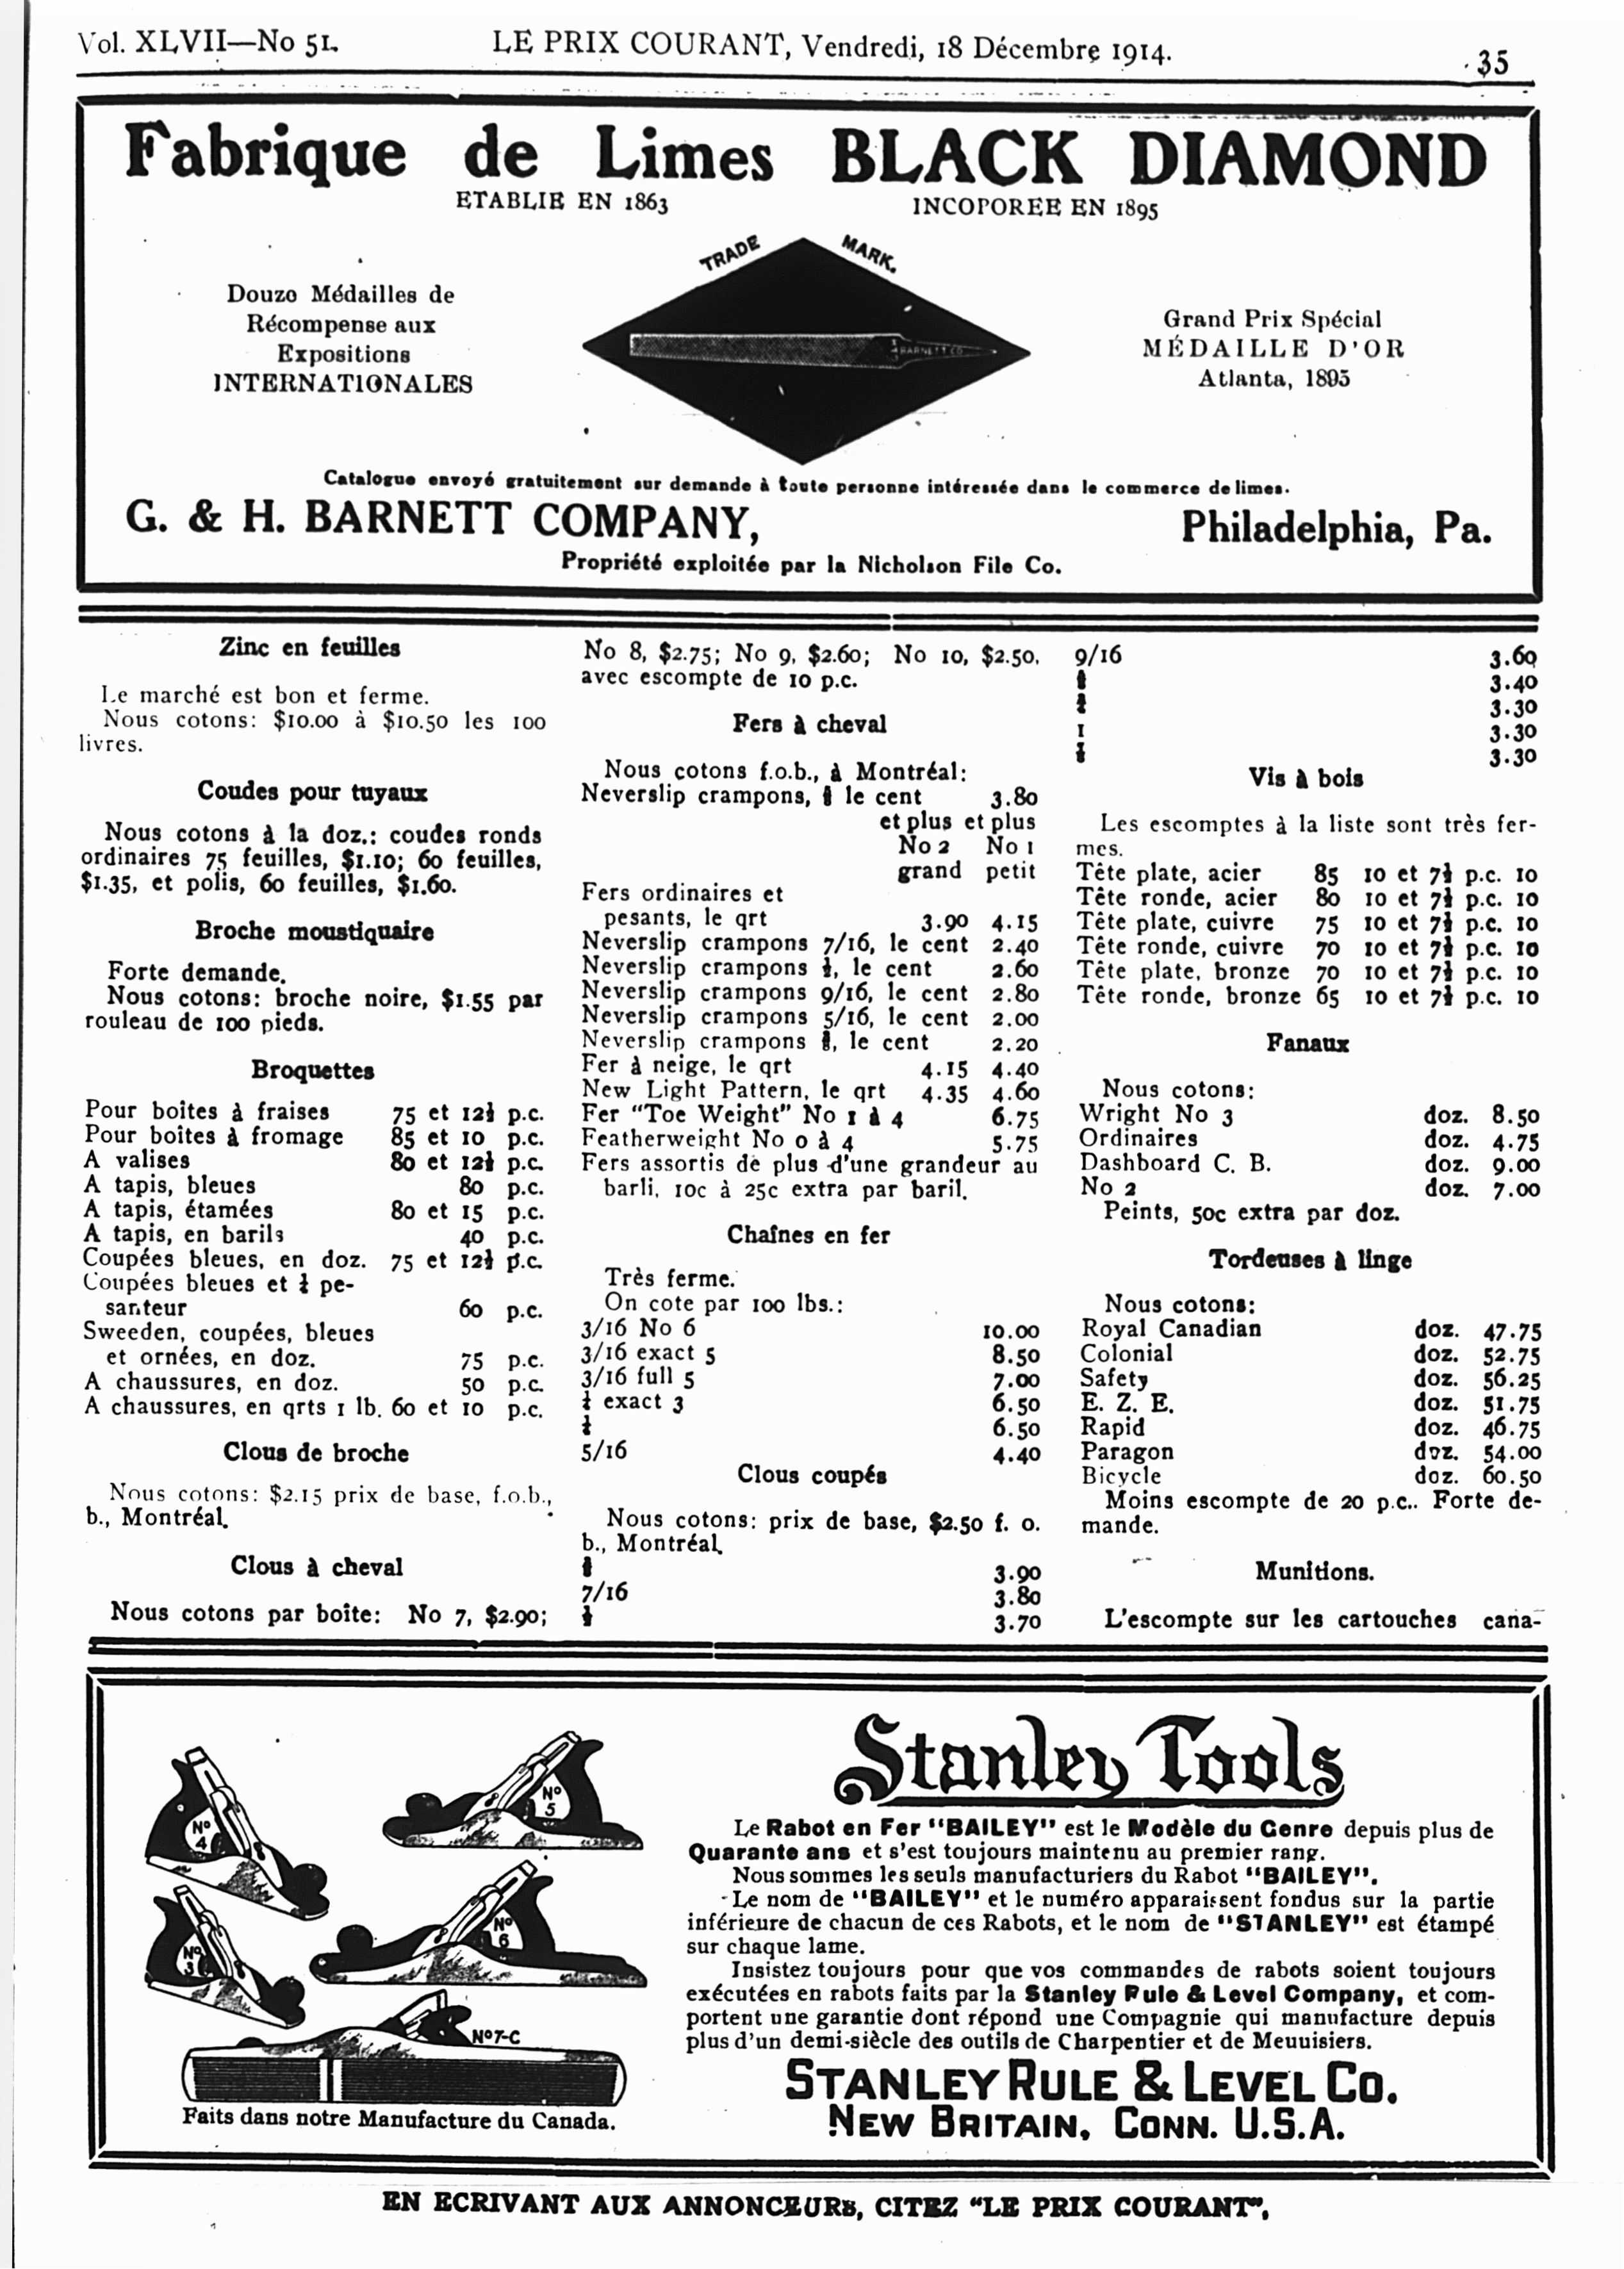 Vol. XLVII—No 51.
LE PRIX COURANT, Vendredi, 18 Décembre 1914.
35
Fabrique de Limes BLACK DIAMOND
ETABLIE EN 1863
INCOPOREE EN 1895
TRADE MARK.
BARNETT CO.
Douze Médailles de
Récompense aux
Expositions
INTERNATIONALES
Grand Prix Spécial
MÉDAILLE D'OR
Atlanta, 1895
Catalogue envoyé gratuitement sur demande à toute personne intéressée dans le commerce de limes.
G. & H. BARNETT COMPANY,
Philadelphia, Pa.
Propriété exploitée par la Nicholson File Co.
Zinc en feuilles
Le marché est bon et ferme.
Nous cotons: $10.00 à $10.50 les 100
livres.
Coudes pour tuyaux
Nous cotons à la doz.: coudes ronds
ordinaires 75 feuilles, $1.10; 60 feuilles,
$1.35, et polis, 60 feuilles, $1.60.
Broche moustiquaire
Forte demande.
Nous cotons: broche noire, $1.55 par
rouleau de 100 pieds.
Broquettes
Pour boîtes à fraises 75 et 12½ p.c.
Pour boîtes à fromage 85 et 10 p.c.
A valises 80 et 12½ p.c.
A tapis, bleues 80 p.c.
A tapis, étamées 80 et 15 p.c.
A tapis, en barils 40 p.c.
Coupées bleues, en doz. 75 et 12½ p.c.
Coupées bleues et pe-
santeur 60 p.c.
Sweeden, coupées, bleues
et ornées, en doz. 75 p.c.
A chaussures, en doz. 50 p.c.
A chaussures, en qrts 1 lb. 60 et 10 p.c.
Clous de broche
Nous cotons: $2.15 prix de base, f.o.b.,
b., Montréal.
Clous à cheval
Nous cotons par boîte: No 7, $2.90;
No 8, $2.75; No 9, $2.60; No 10, $2.50,
avec escompte de 10 p.c.
Fers à cheval
Nous cotons f.o.b., à Montréal:
Neverslip crampons, le cent 3.80
et plus et plus
No 2 No 1
grand petit
Fers ordinaires et
pesants, le qrt 3.90 4.15
Neverslip crampons 7/16, le cent 2.40
Neverslip crampons ½, le cent 2.60
Neverslip crampons 9/16, le cent 2.80
Neverslip crampons 5/16, le cent 2.00
Neverslip crampons , le cent 2.20
Fer à neige, le qrt 4.15 4.40
New Light Pattern, le qrt 4.35 4.60
Fer "Toe Weight" No 1 à 4 6.75
Featherweight No 0 à 4 5.75
Fers assortis de plus d'une grandeur au
barli, 10c à 25c extra par baril.
Chaînes en fer
Très ferme.
On cote par 100 lbs.:
3/16 No 6 10.00
3/16 exact 5 8.50
3/16 full 5 7.00
¼ exact 3 6.50
¼ 6.50
5/16 4.40
Clous coupés
Nous cotons: prix de base, $2.50 f. o.
b., Montréal.
3.90
7/16 3.80
½ 3.70
9/16 3.60
3.40
3.30
1 3.30
3.30
Vis à bois
Les escomptes à la liste sont très fer-
mes.
Tête plate, acier 85 10 et 7½ p.c. 10
Tête ronde, acier 80 10 et 7½ p.c. 10
Tête plate, cuivre 75 10 et 7½ p.c. 10
Tête ronde, cuivre 70 10 et 7½ p.c. 10
Tête plate, bronze 70 10 et 7½ p.c. 10
Tête ronde, bronze 65 10 et 7½ p.c. 10
Fanaux
Nous cotons:
Wright No 3 doz. 8.50
Ordinaires doz. 4.75
Dashboard C. B. doz. 9.00
No 2 doz. 7.00
Peints, 50c extra par doz.
Tordeuses à linge
Nous cotons:
Royal Canadian doz. 47.75
Colonial doz. 52.75
Safety doz. 56.25
E. Z. E. doz. 51.75
Rapid doz. 46.75
Paragon doz. 54.00
Bicycle doz. 60.50
Moins escompte de 20 p.c.. Forte de-
mande.
Munitions.
L'escompte sur les cartouches cana-
No 4
No 5
No 3
No 6
No 7-C
Faits dans notre Manufacture du Canada.
Stanley Tools
Le Rabot en Fer "BAILEY" est le Modèle du Genre depuis plus de
Quarante ans et s'est toujours maintenu au premier rang.
Nous sommes les seuls manufacturiers du Rabot "BAILEY".
Le nom de "BAILEY" et le numéro apparaissent fondus sur la partie
inférieure de chacun de ces Rabots, et le nom de "STANLEY" est étampé
sur chaque lame.
Insistez toujours pour que vos commandes de rabots soient toujours
exécutées en rabots faits par la Stanley Rule & Level Company, et com-
portent une garantie dont répond une Compagnie qui manufacture depuis
plus d'un demi-siècle des outils de Charpentier et de Menuisiers.
STANLEY RULE & LEVEL CO.
NEW BRITAIN, CONN. U.S.A.
EN ECRIVANT AUX ANNONCEURS, CITEZ "LE PRIX COURANT",